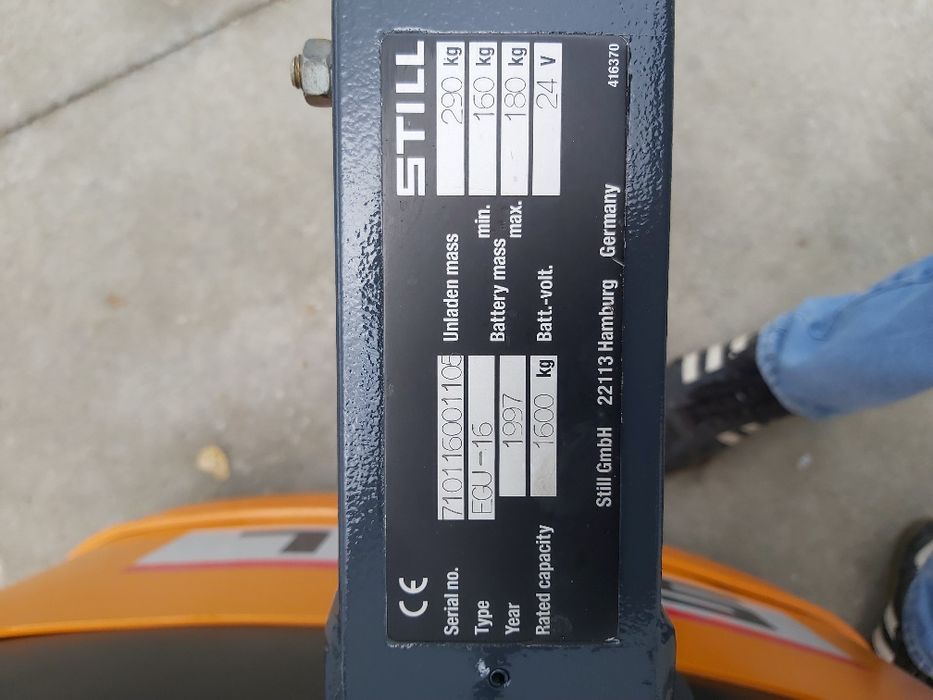 CE
STILL
Serial no. 710116001105
Unladen mass 290 kg
Type EGU-16
Battery mass min. 160 kg
Year 1997
max. 180 kg
Rated capacity 1600 kg
Batt.-volt. 24 V
Still GmbH 22113 Hamburg / Germany
416370